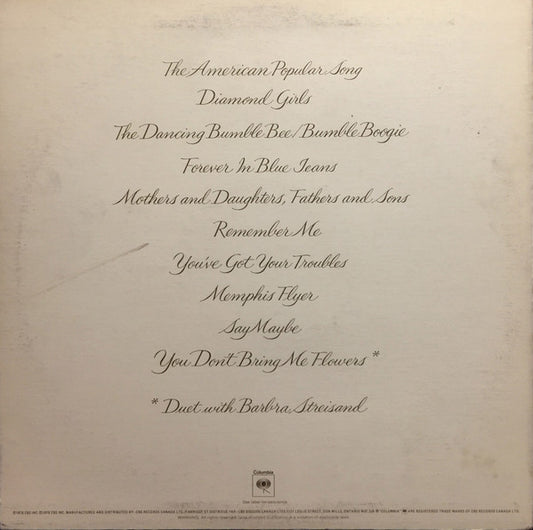 The American Popular Song
Diamond Girls
The Dancing Bumble Bee/Bumble Boogie
Forever In Blue Jeans
Mothers and Daughters, Fathers and Sons
Remember Me
You've Got Your Troubles
Memphis Flyer
Say Maybe
You Don't Bring Me Flowers *
* Duet with Barbra Streisand
Columbia